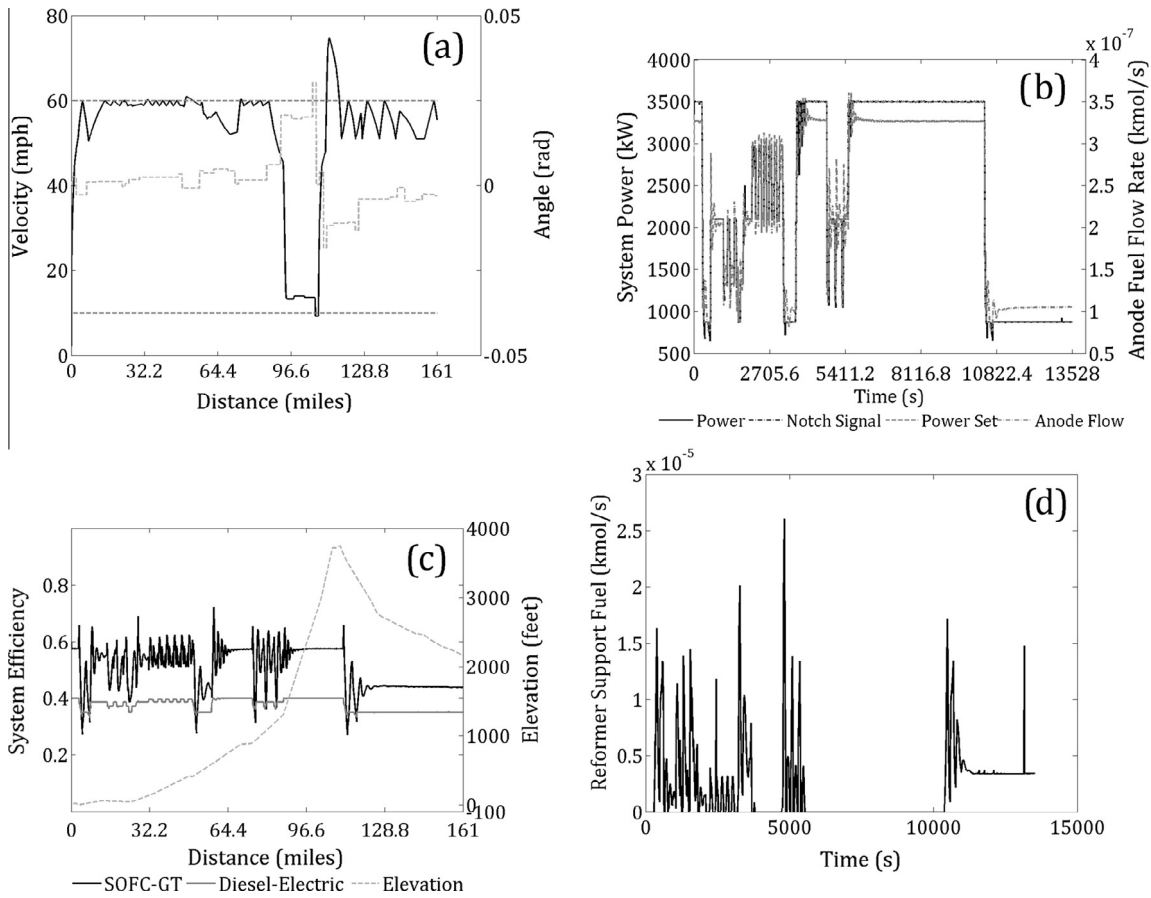 (a)
80
60
40
20
0
Velocity (mph)
0.05
0
-0.05
Angle (rad)
0 32.2 64.4 96.6 128.8 161
Distance (miles)
(b)
x 10-7
4000
3500
3000
2500
2000
1500
1000
500
System Power (kW)
4
3.5
3
2.5
2
1.5
1
0.5
Anode Fuel Flow Rate (kmol/s)
0 2705.6 5411.2 8116.8 10822.4 13528
Time (s)
Power Notch Signal Power Set Anode Flow
(c)
0.8
0.6
0.4
0.2
System Efficiency
4000
3000
2000
1000
0
-100
Elevation (feet)
0 32.2 64.4 96.6 128.8 161
Distance (miles)
SOFC-GT Diesel-Electric Elevation
(d)
x 10-5
3
2.5
2
1.5
1
0.5
0
Reformer Support Fuel (kmol/s)
0 5000 10000 15000
Time (s)